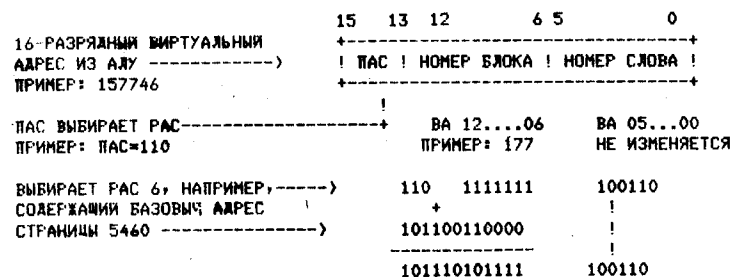 15 13 12 6 5 0
16-РАЗРЯДНЫЙ ВИРТУАЛЬНЫЙ +---------------------------------------+
АДРЕС ИЗ АЛУ -------------> ! ПАС ! НОМЕР БЛОКА ! НОМЕР СЛОВА !
ПРИМЕР: 157746 +---------------------------------------+
!
ПАС ВЫБИРАЕТ РАС--------------------+ ВА 12....06 ВА 05...00
ПРИМЕР: ПАС=110 ПРИМЕР: 177 НЕ ИЗМЕНЯЕТСЯ
ВЫБИРАЕТ РАС 6, НАПРИМЕР,-----> 110 1111111 100110
СОДЕРЖАЩИЙ БАЗОВЫЙ АДРЕС + !
СТРАНИЦЫ 5460 ----------------> 101100110000 !
--------------- !
101110101111 100110